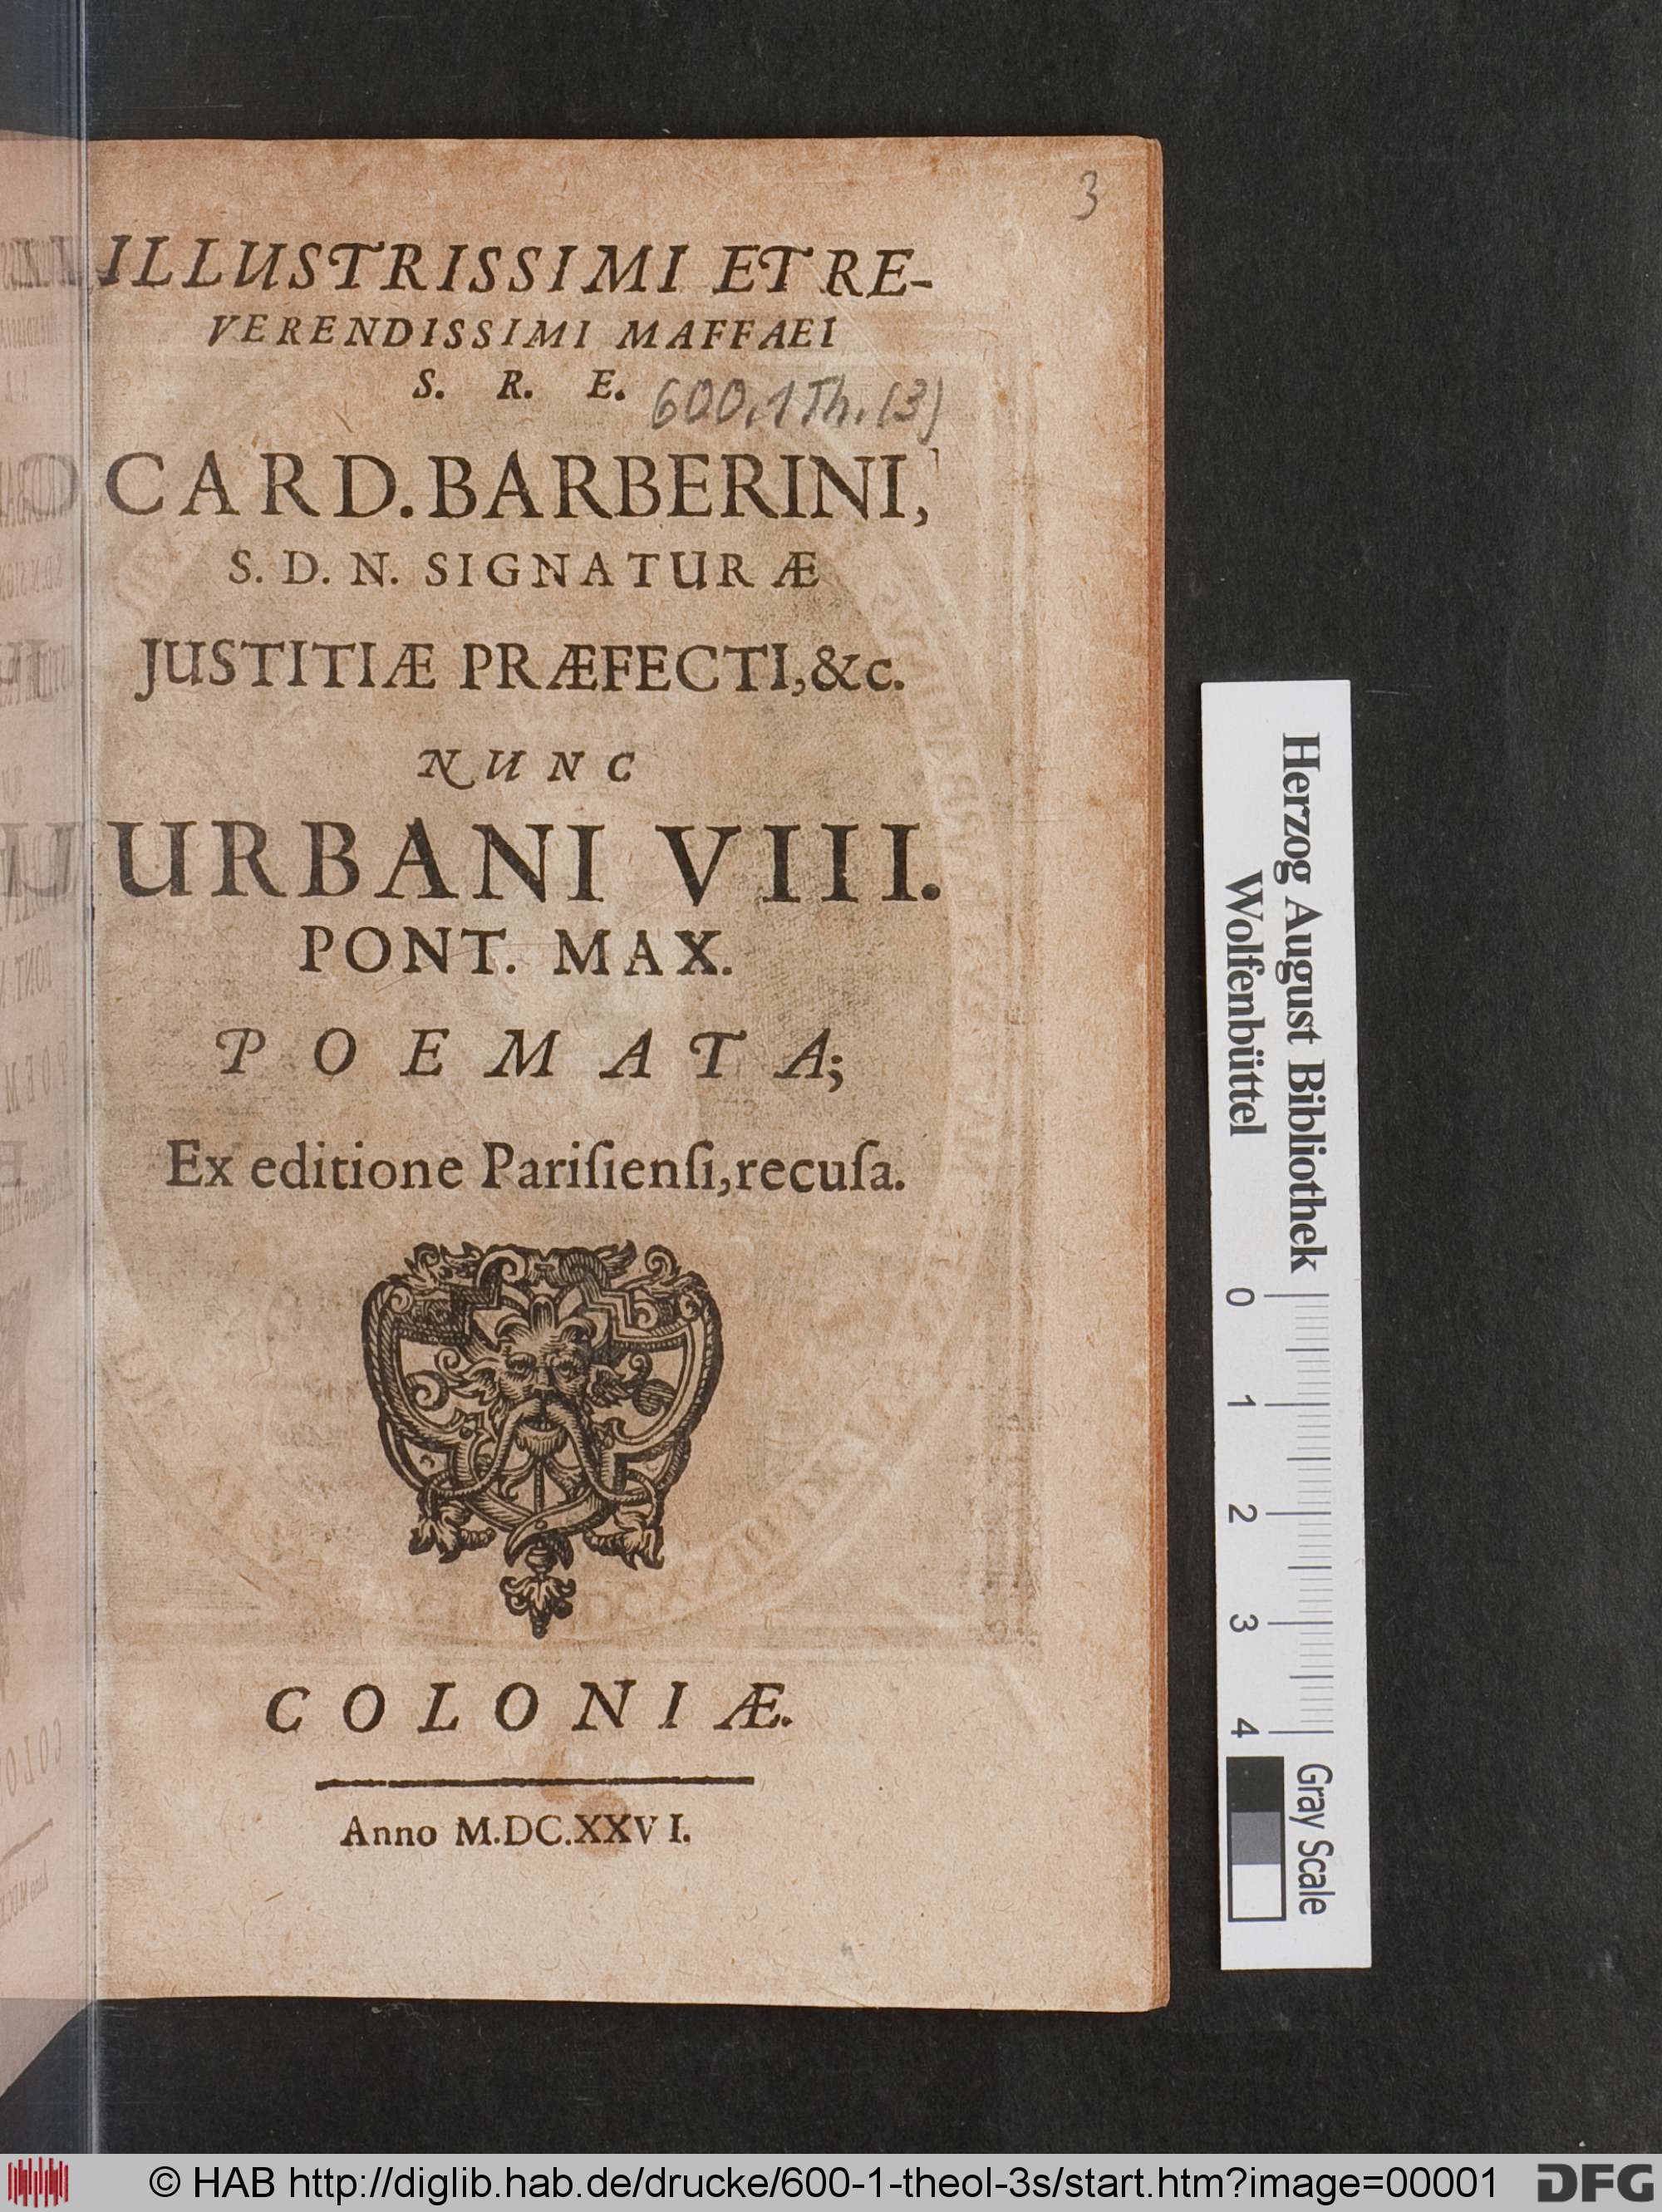 3
ILLUSTRISSIMI ET RE-
VERENDISSIMI MAFFAEI
S. R. E.
600.1 Th. (3)
CARD. BARBERINI,
S. D. N. SIGNATURÆ
JUSTITIÆ PRÆFECTI, &c.
NUNC
URBANI VIII.
PONT. MAX.
POEMATA;
Ex editione Pariſienſi, recuſa.
COLONIÆ.
Anno M.DC.XXVI.
Herzog August Bibliothek
Wolfenbüttel
0 1 2 3 4
Gray Scale
© HAB http://diglib.hab.de/drucke/600-1-theol-3s/start.htm?image=00001
DFG